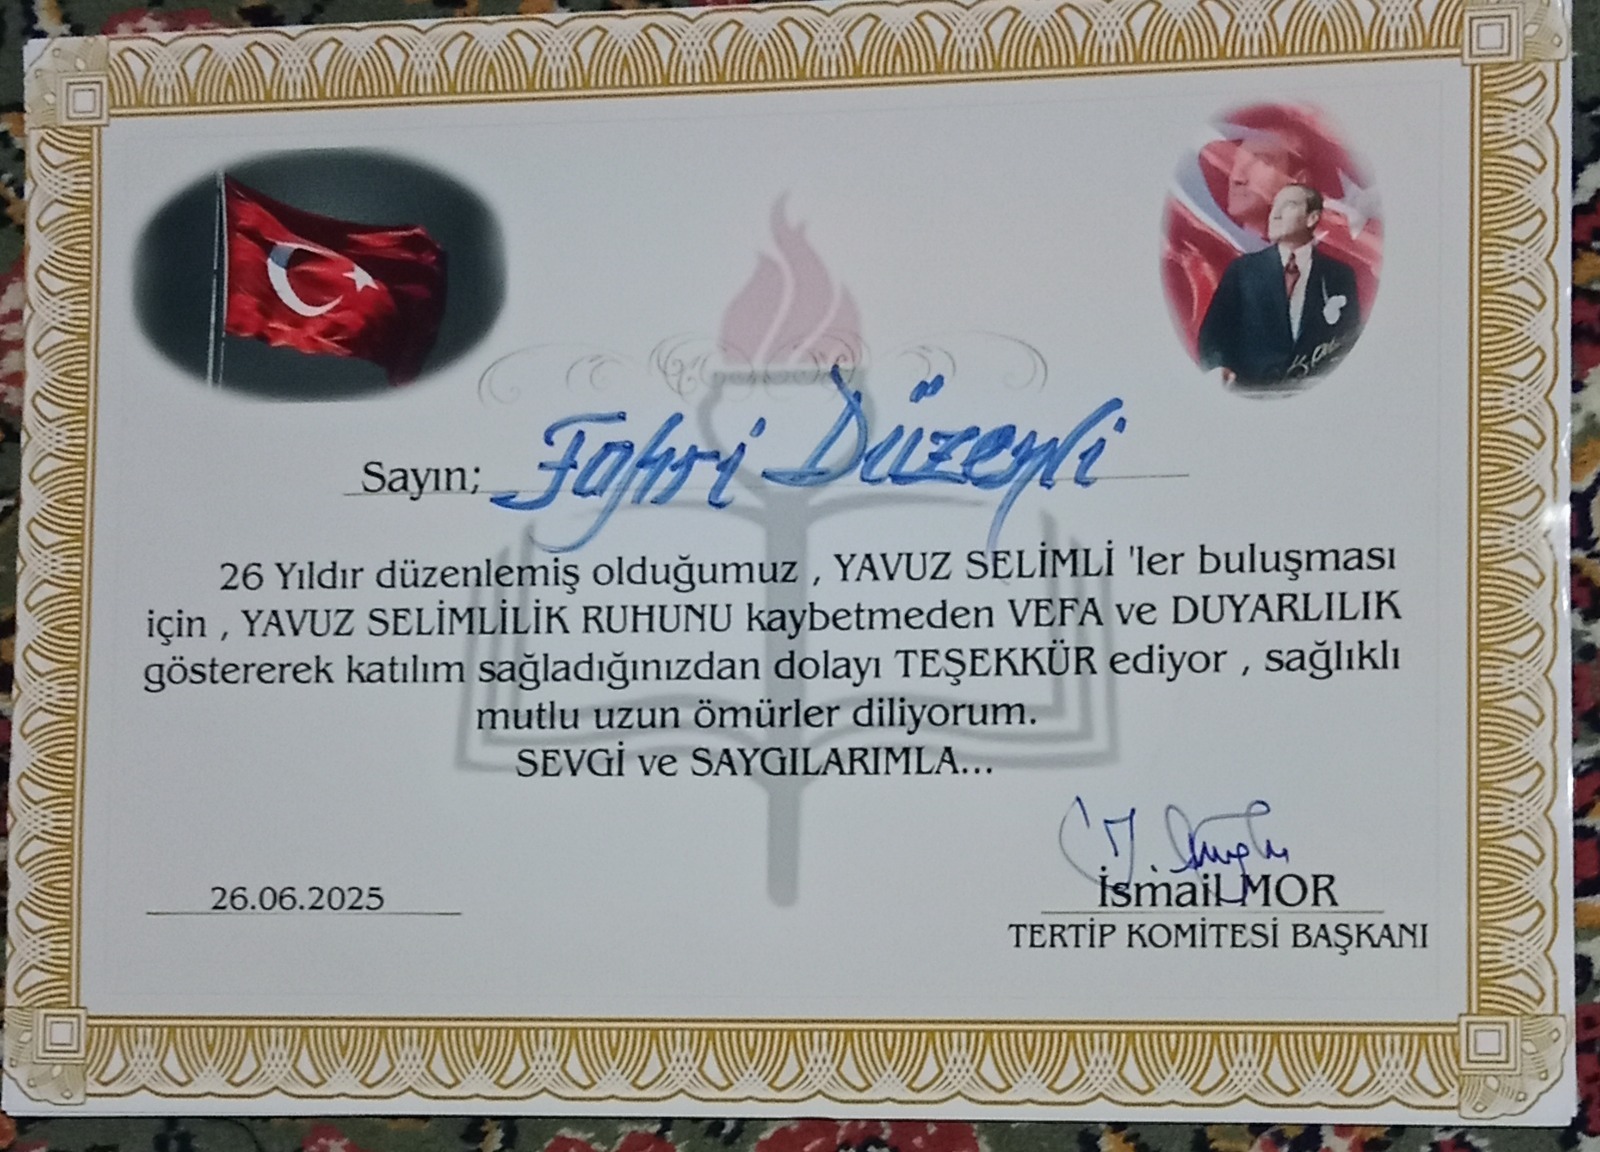 Sayın; Fahri Düzeyli
26 Yıldır düzenlemiş olduğumuz , YAVUZ SELİMLİ 'ler buluşması
için , YAVUZ SELİMLİLİK RUHUNU kaybetmeden VEFA ve DUYARLILIK
göstererek katılım sağladığınızdan dolayı TEŞEKKÜR ediyor , sağlıklı
mutlu uzun ömürler diliyorum.
SEVGİ ve SAYGILARIMLA...
26.06.2025
İsmail MOR
TERTİP KOMİTESİ BAŞKANI